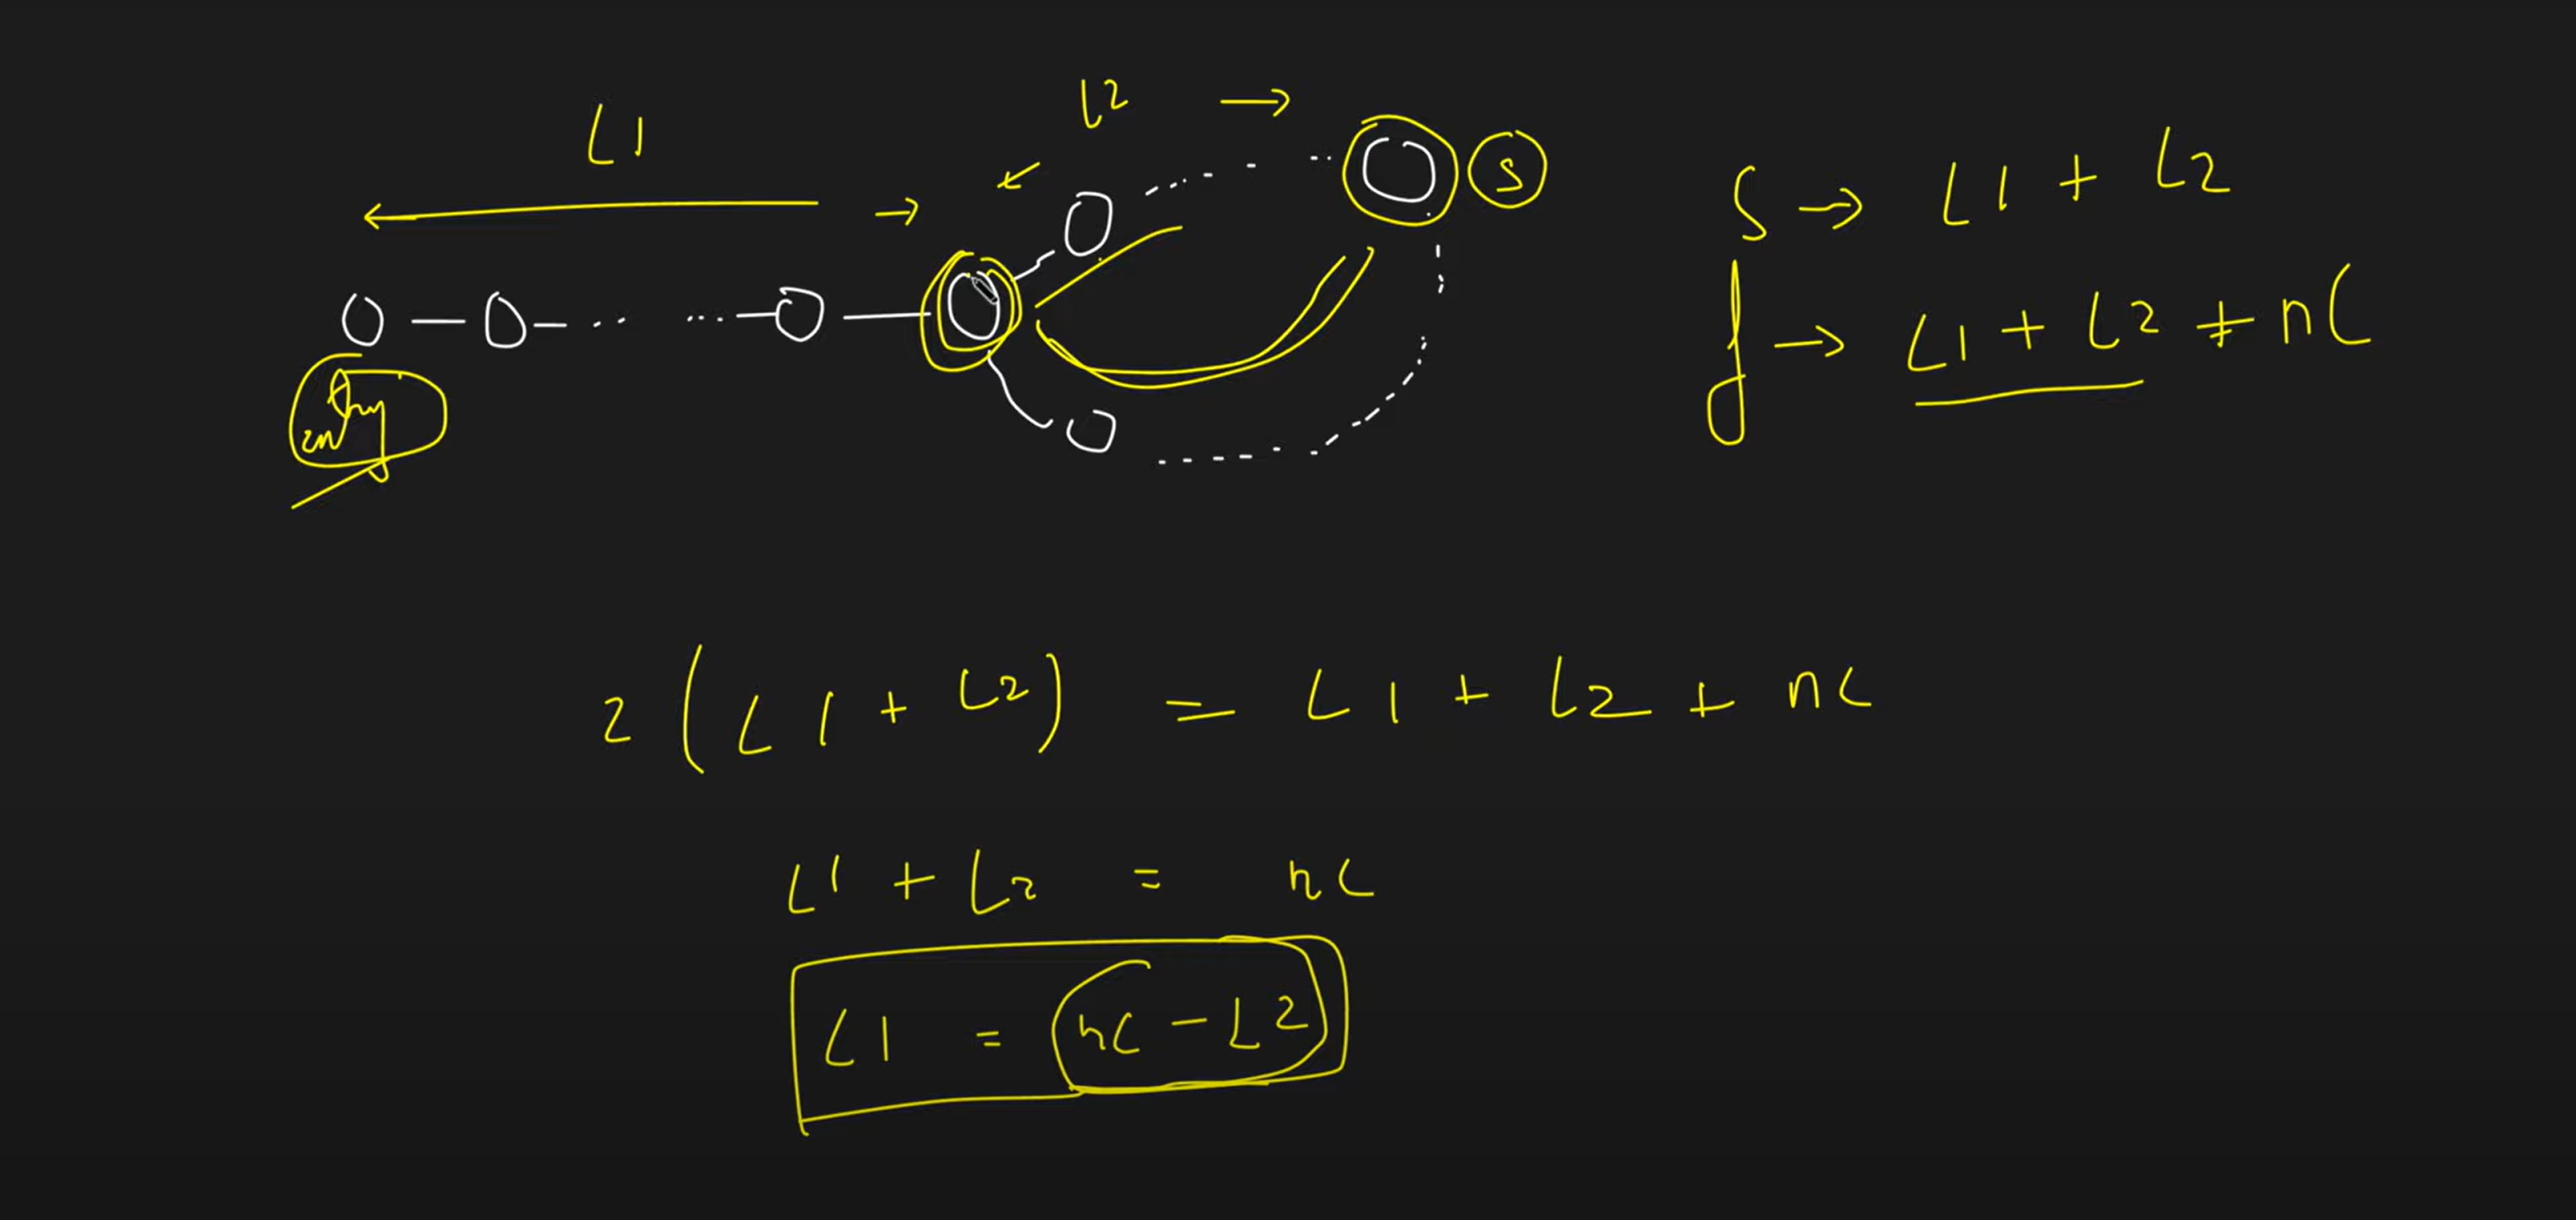 L1
l2 →
S
S → L1 + L2
f → L1 + L2 + nC
entry
2 (L1 + L2) = L1 + L2 + nC
L1 + L2 = nC
L1 = nC - L2